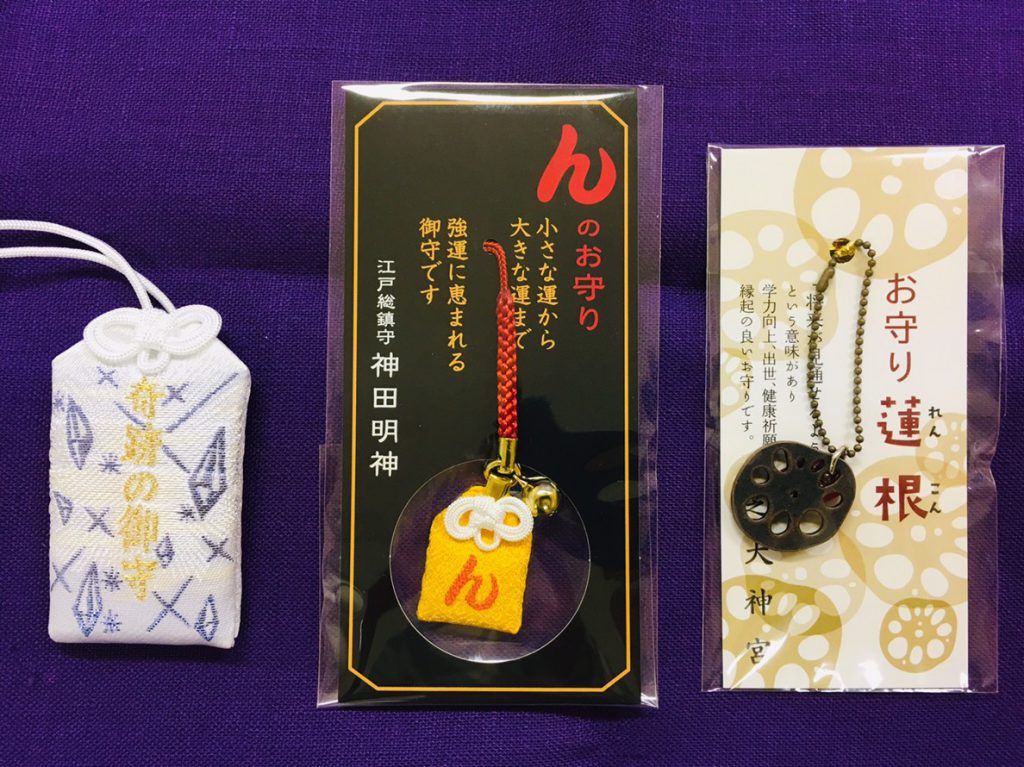 奇跡の御守
んのお守り
小さな運から
大きな運まで
強運に恵まれる
御守です
江戸総鎮守 神田明神
ん
お守り 蓮根
れん こん
という意味があり
学力向上、出世、健康祈願
縁起の良いお守りです。
大神宮